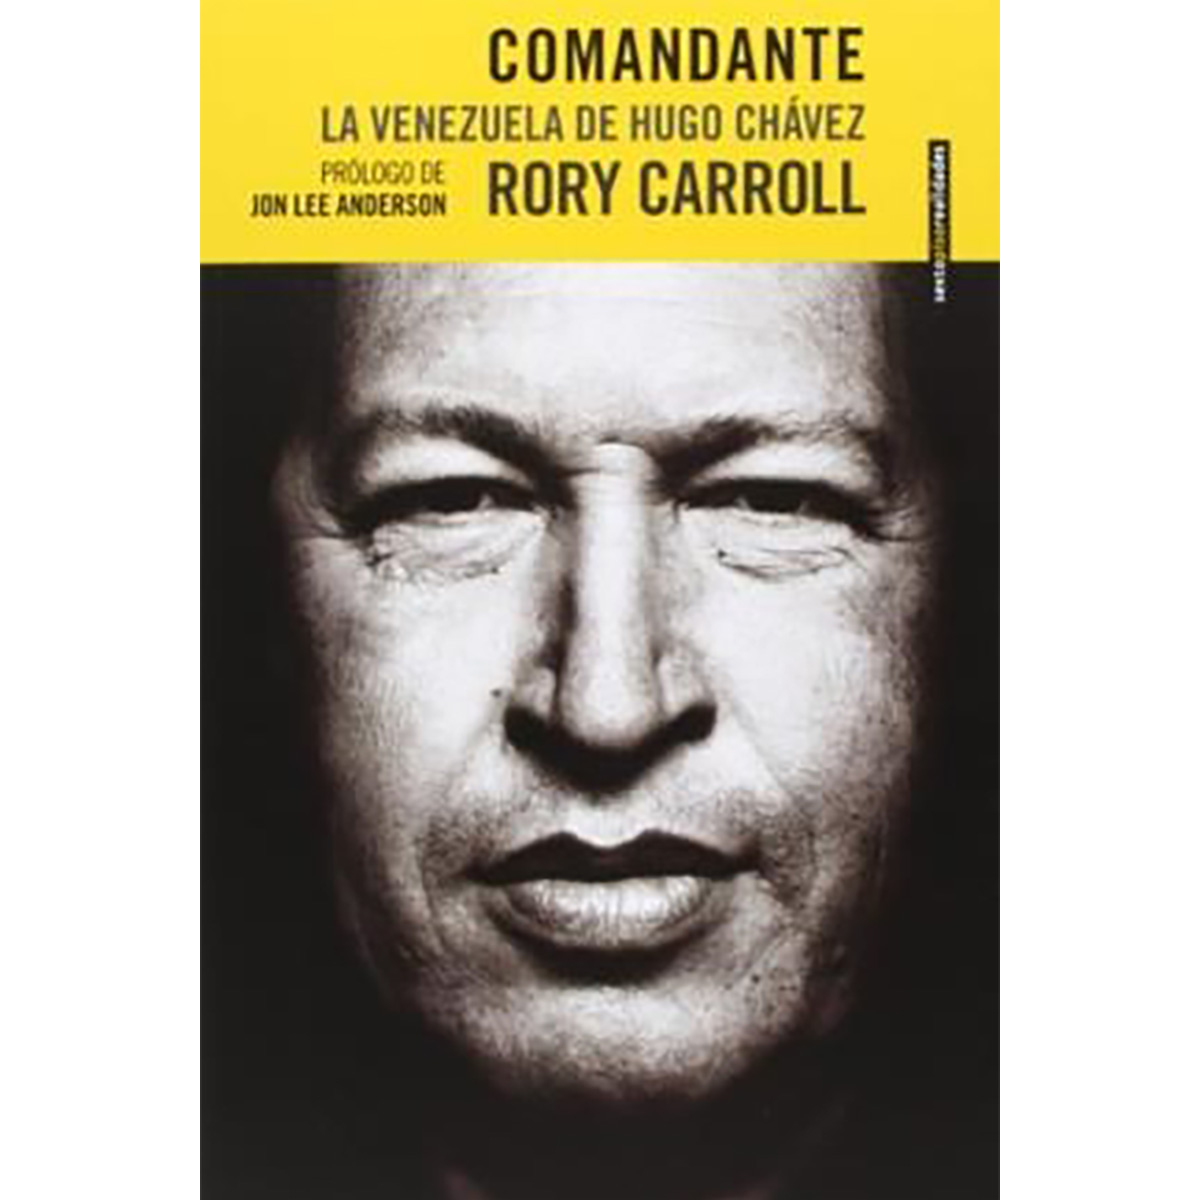 COMANDANTE
LA VENEZUELA DE HUGO CHÁVEZ
PRÓLOGO DE
JON LEE ANDERSON
RORY CARROLL
sextopisorealidades